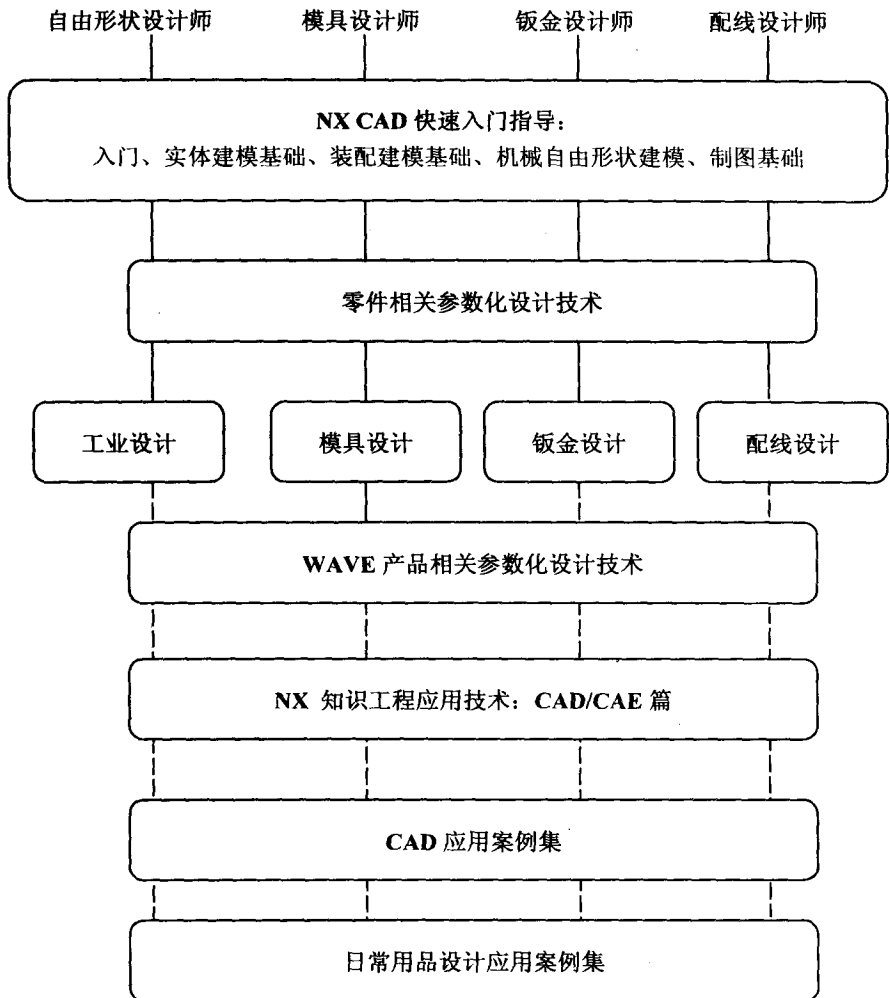 自由形状设计师 模具设计师 钣金设计师 配线设计师
NX CAD 快速入门指导:
入门、实体建模基础、装配建模基础、机械自由形状建模、制图基础
零件相关参数化设计技术
工业设计 模具设计 钣金设计 配线设计
WAVE 产品相关参数化设计技术
NX 知识工程应用技术: CAD/CAE 篇
CAD 应用案例集
日常用品设计应用案例集